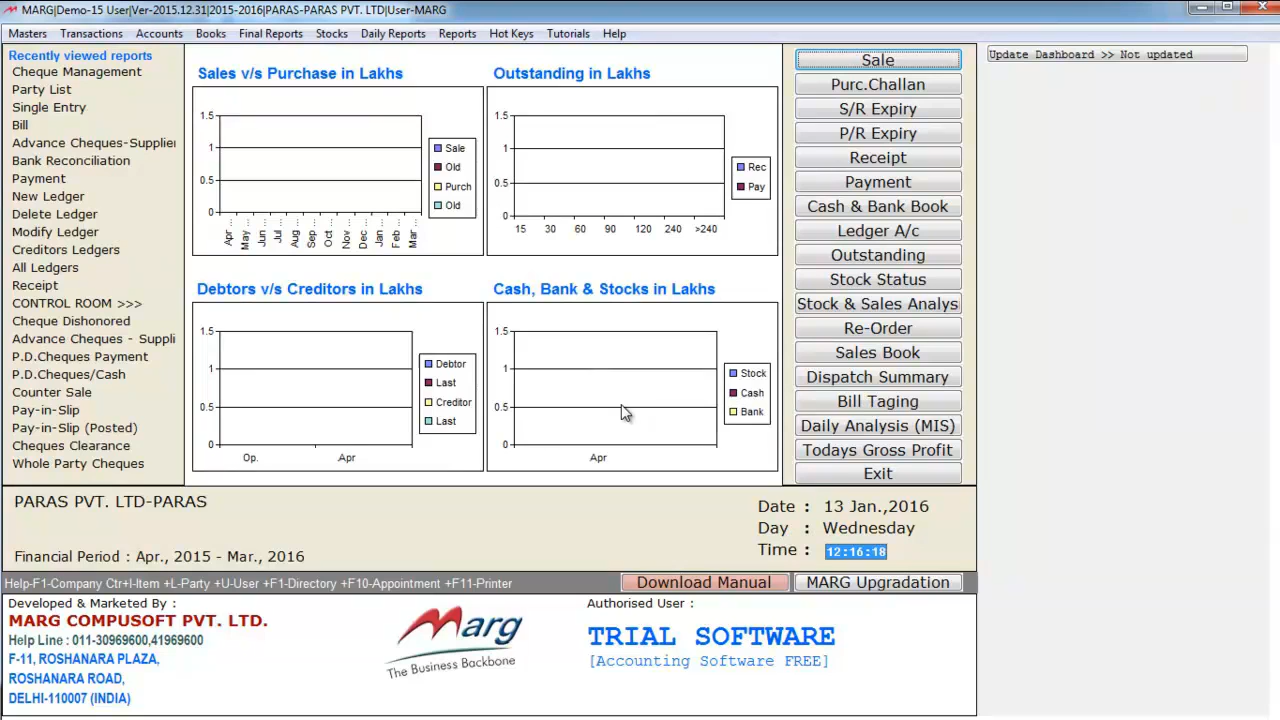 MARG|Demo-15 User|Ver-2015.12.31|2015-2016|PARAS-PARAS PVT. LTD|User-MARG
Masters Transactions Accounts Books Final Reports Stocks Daily Reports Reports Hot Keys Tutorials Help
Recently viewed reports
Cheque Management
Party List
Single Entry
Bill
Advance Cheques-Supplier
Bank Reconciliation
Payment
New Ledger
Delete Ledger
Modify Ledger
Creditors Ledgers
All Ledgers
Receipt
CONTROL ROOM >>>
Cheque Dishonored
Advance Cheques - Suppli
P.D.Cheques Payment
P.D.Cheques/Cash
Counter Sale
Pay-in-Slip
Pay-in-Slip (Posted)
Cheques Clearance
Whole Party Cheques
Sales v/s Purchase in Lakhs
1.5
1
0.5
0
Apr ... May ... Jun ... Jul ... Aug ... Sep ... Oct ... Nov ... Dec ... Jan ... Feb ... Mar ...
Sale
Old
Purch
Old
Outstanding in Lakhs
1.5
1
0.5
0
15 30 60 90 120 240 >240
Rec
Pay
Debtors v/s Creditors in Lakhs
1.5
1
0.5
0
Op. Apr
Debtor
Last
Creditor
Last
Cash, Bank & Stocks in Lakhs
1.5
1
0.5
0
Apr
Stock
Cash
Bank
Sale
Purc.Challan
S/R Expiry
P/R Expiry
Receipt
Payment
Cash & Bank Book
Ledger A/c
Outstanding
Stock Status
Stock & Sales Analys
Re-Order
Sales Book
Dispatch Summary
Bill Taging
Daily Analysis (MIS)
Todays Gross Profit
Exit
Update Dashboard >> Not updated
PARAS PVT. LTD-PARAS
Financial Period : Apr., 2015 - Mar., 2016
Date : 13 Jan.,2016
Day : Wednesday
Time : 12:16:18
Help-F1-Company Ctr+I-Item +L-Party +U-User +F1-Directory +F10-Appointment +F11-Printer
Download Manual
MARG Upgradation
Developed & Marketed By :
MARG COMPUSOFT PVT. LTD.
Help Line : 011-30969600,41969600
F-11, ROSHANARA PLAZA,
ROSHANARA ROAD,
DELHI-110007 (INDIA)
Marg
The Business Backbone
Authorised User :
TRIAL SOFTWARE
[Accounting Software FREE]